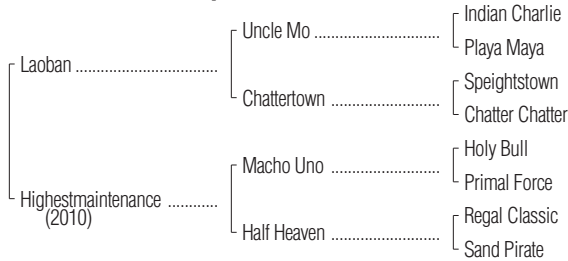 Indian Charlie
Uncle Mo ..............................
Playa Maya
Laoban ..................................
Speightstown
Chattertown ..........................
Chatter Chatter
Holy Bull
Macho Uno ...........................
Primal Force
Highestmaintenance ............
(2010)
Regal Classic
Half Heaven ..........................
Sand Pirate